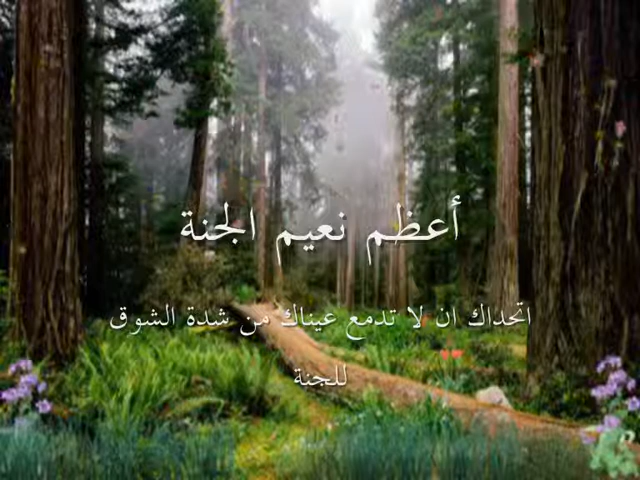 أعظم نعيم الجنة
اتحداك ان لا تدمع عيناك من شدة الشوق
للجنة